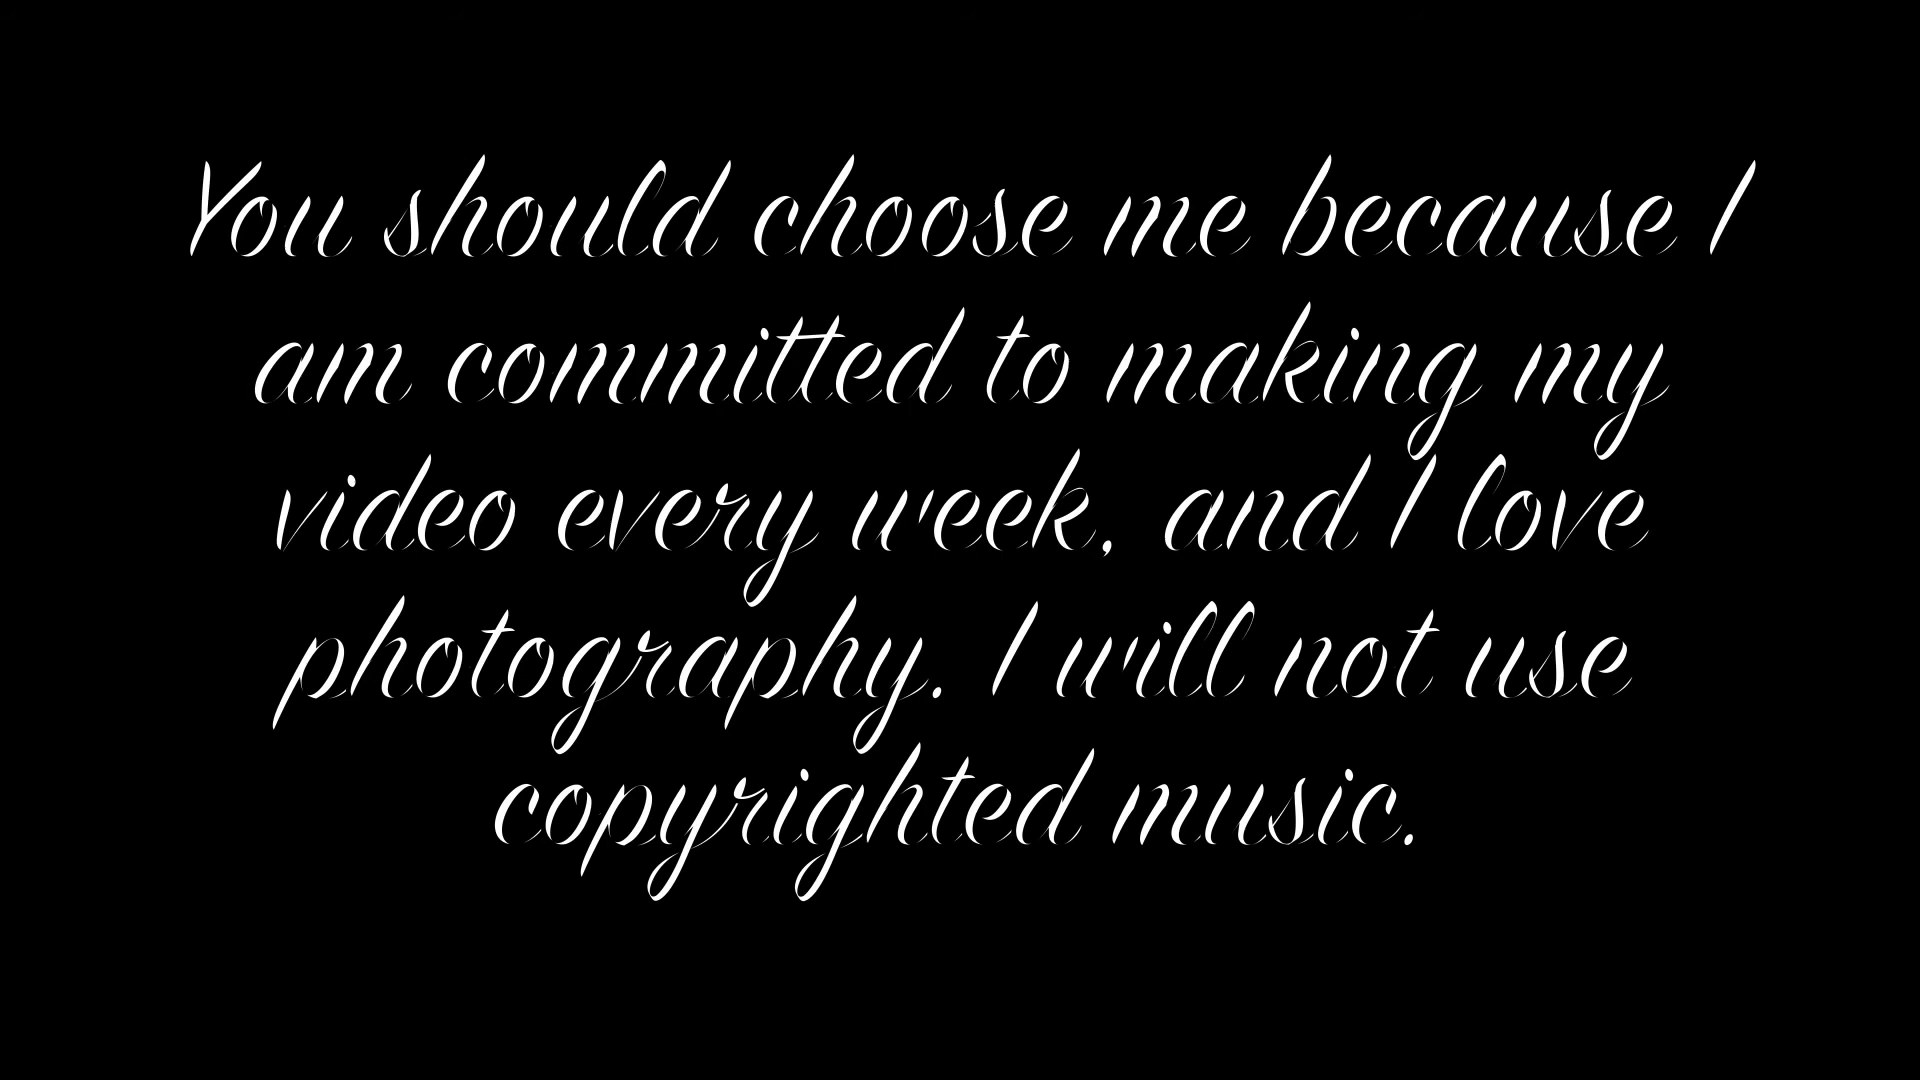 You should choose me because I
am committed to making my
video every week, and I love
photography. I will not use
copyrighted music.